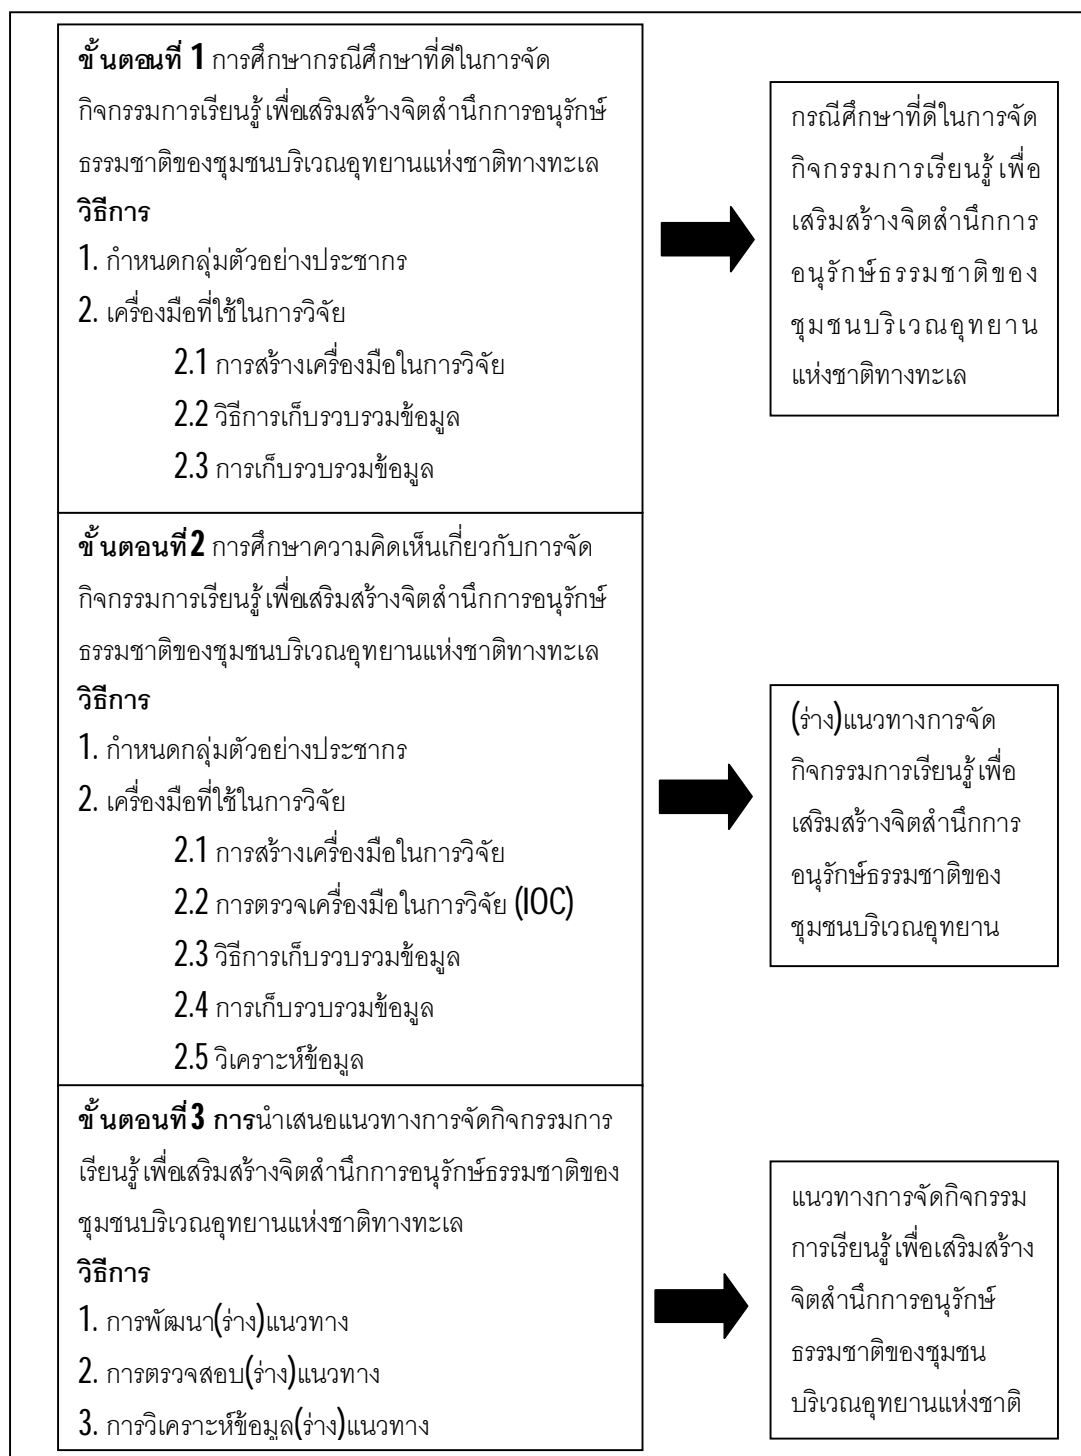 ขั้นตอนที่ 1 การศึกษากรณีศึกษาที่ดีในการจัด
กิจกรรมการเรียนรู้ เพื่อเสริมสร้างจิตสำนึกการอนุรักษ์
ธรรมชาติของชุมชนบริเวณอุทยานแห่งชาติทางทะเล
วิธีการ
1. กำหนดกลุ่มตัวอย่างประชากร
2. เครื่องมือที่ใช้ในการวิจัย
2.1 การสร้างเครื่องมือในการวิจัย
2.2 วิธีการเก็บรวบรวมข้อมูล
2.3 การเก็บรวบรวมข้อมูล
กรณีศึกษาที่ดีในการจัด
กิจกรรมการเรียนรู้ เพื่อ
เสริมสร้างจิตสำนึกการ
อนุรักษ์ธรรมชาติของ
ชุมชนบริเวณอุทยาน
แห่งชาติทางทะเล
ขั้นตอนที่ 2 การศึกษาความคิดเห็นเกี่ยวกับการจัด
กิจกรรมการเรียนรู้ เพื่อเสริมสร้างจิตสำนึกการอนุรักษ์
ธรรมชาติของชุมชนบริเวณอุทยานแห่งชาติทางทะเล
วิธีการ
1. กำหนดกลุ่มตัวอย่างประชากร
2. เครื่องมือที่ใช้ในการวิจัย
2.1 การสร้างเครื่องมือในการวิจัย
2.2 การตรวจเครื่องมือในการวิจัย (IOC)
2.3 วิธีการเก็บรวบรวมข้อมูล
2.4 การเก็บรวบรวมข้อมูล
2.5 วิเคราะห์ข้อมูล
(ร่าง)แนวทางการจัด
กิจกรรมการเรียนรู้ เพื่อ
เสริมสร้างจิตสำนึกการ
อนุรักษ์ธรรมชาติของ
ชุมชนบริเวณอุทยาน
ขั้นตอนที่ 3 การนำเสนอแนวทางการจัดกิจกรรมการ
เรียนรู้ เพื่อเสริมสร้างจิตสำนึกการอนุรักษ์ธรรมชาติของ
ชุมชนบริเวณอุทยานแห่งชาติทางทะเล
วิธีการ
1. การพัฒนา(ร่าง)แนวทาง
2. การตรวจสอบ(ร่าง)แนวทาง
3. การวิเคราะห์ข้อมูล(ร่าง)แนวทาง
แนวทางการจัดกิจกรรม
การเรียนรู้ เพื่อเสริมสร้าง
จิตสำนึกการอนุรักษ์
ธรรมชาติของชุมชน
บริเวณอุทยานแห่งชาติ